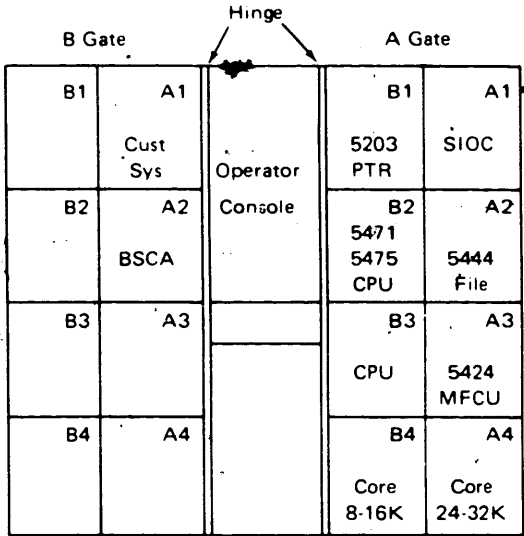 Hinge
B Gate
A Gate
B1
A1
Cust
Sys
Operator
Console
B1
5203
PTR
A1
SIOC
B2
A2
BSCA
B2
5471
5475
CPU
A2
5444
File
B3
A3
B3
CPU
A3
5424
MFCU
B4
A4
B4
Core
8-16K
A4
Core
24-32K